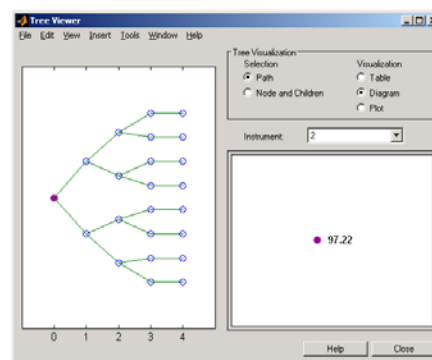 Tree Viewer
File Edit View Insert Tools Window Help
Tree Visualization
Selection
Visualization
Path
Table
Node and Children
Diagram
Plot
Instrument:
2
97.22
0 1 2 3 4
Help
Close